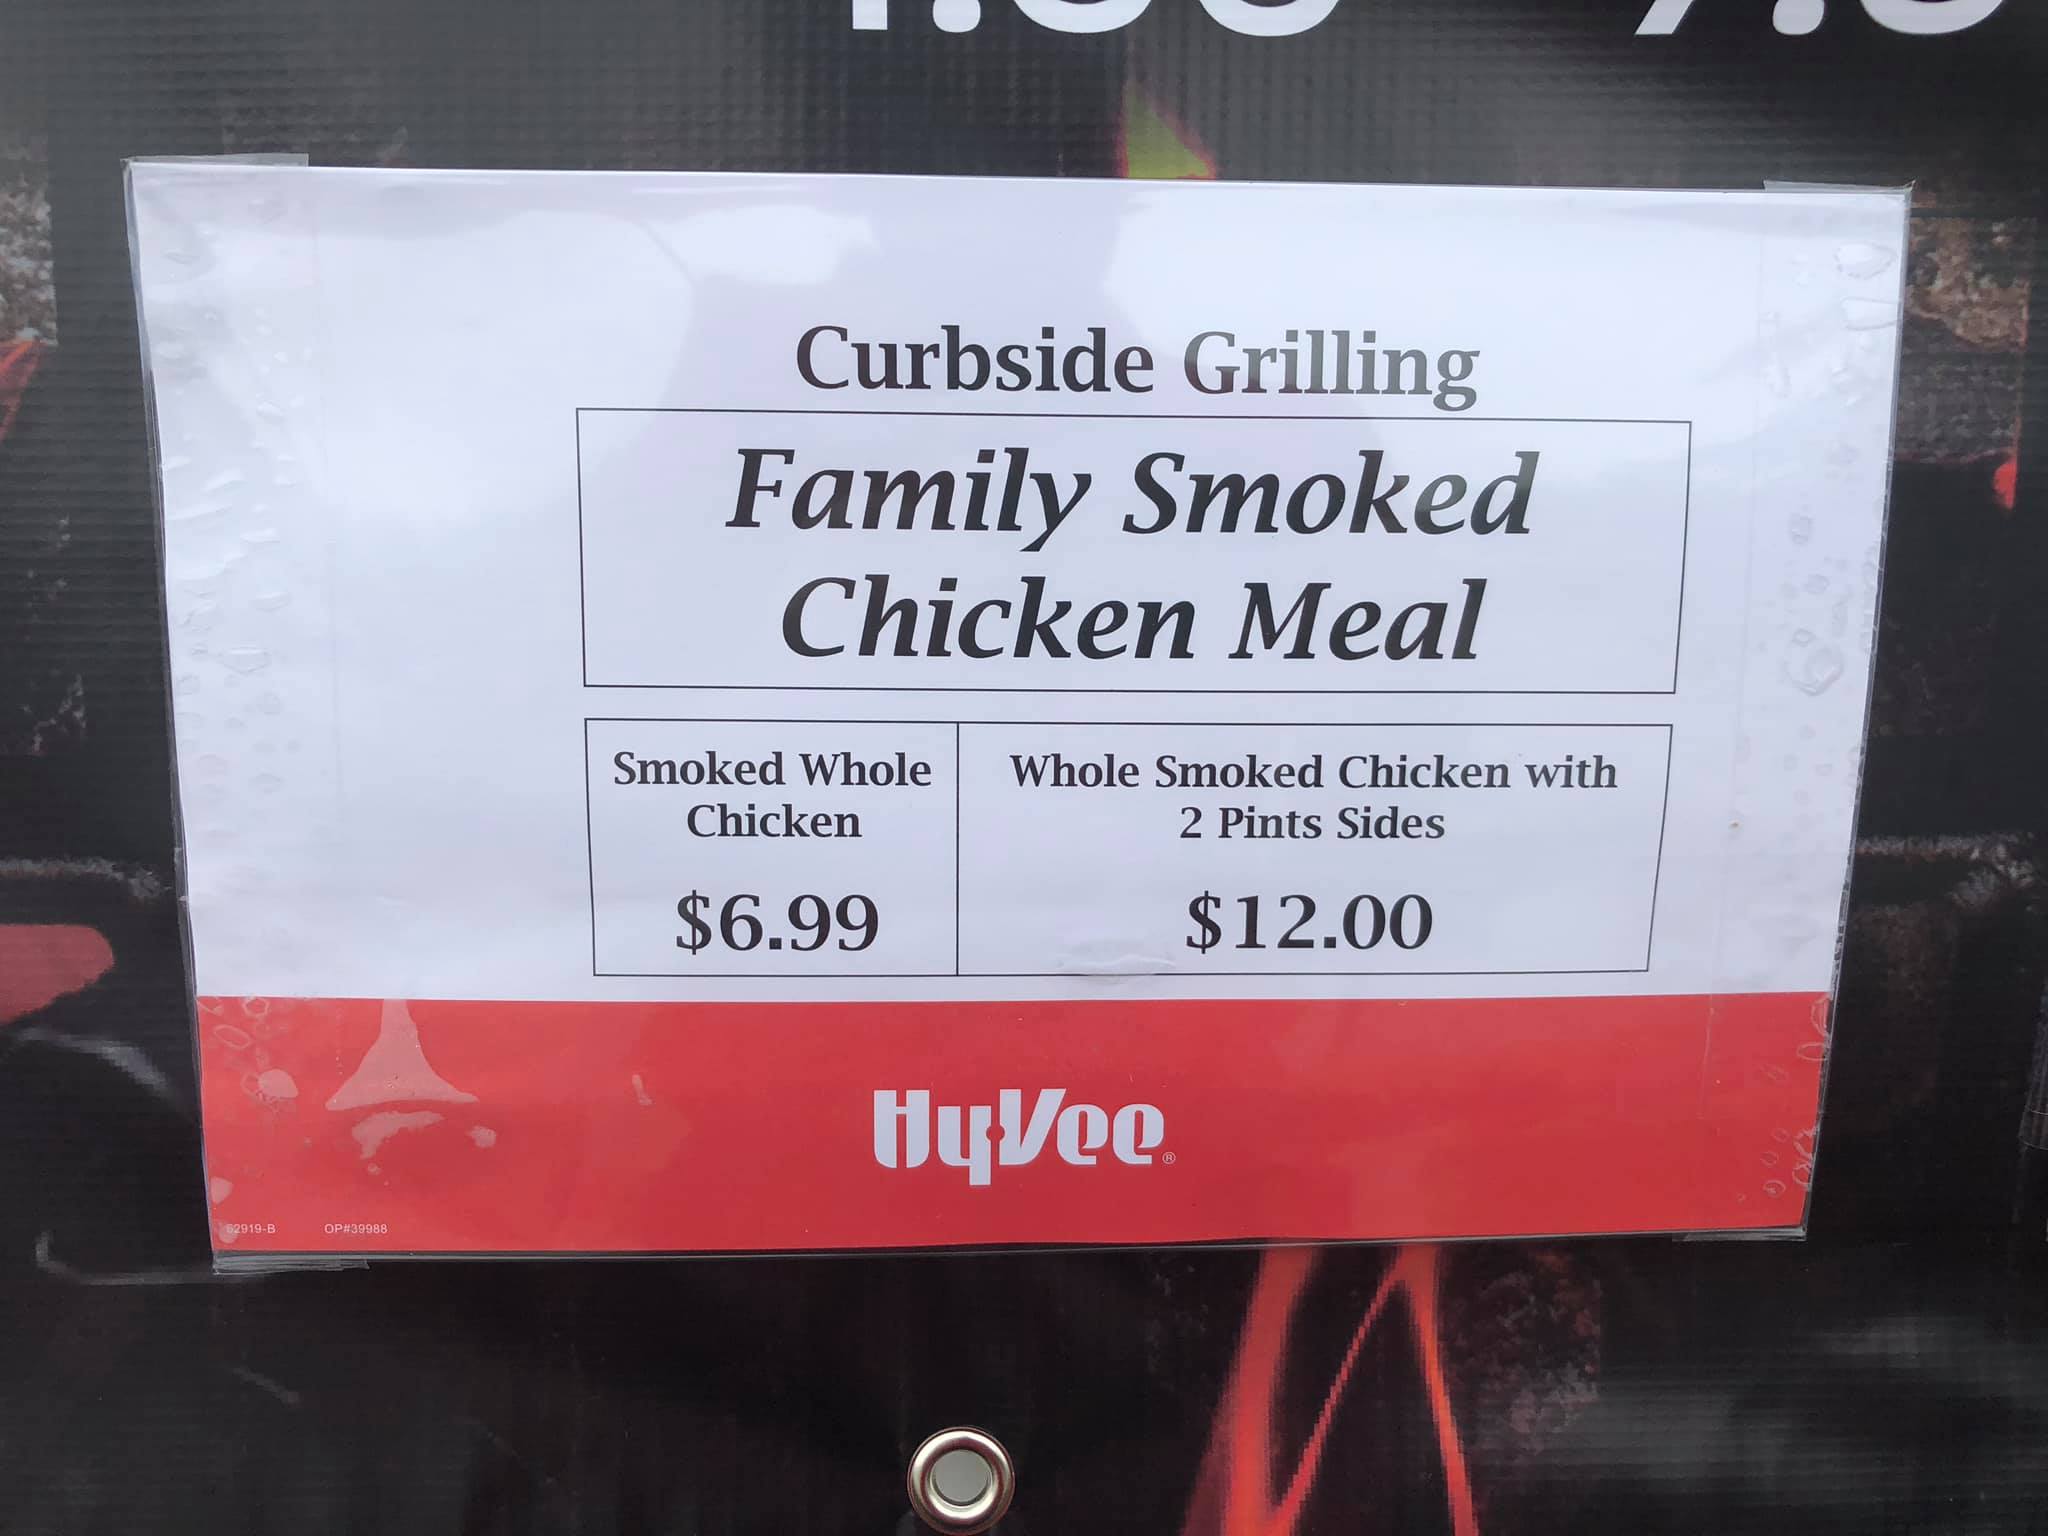 Curbside Grilling
Family Smoked
Chicken Meal
Smoked Whole
Chicken
$6.99
Whole Smoked Chicken with
2 Pints Sides
$12.00
HyVee®
52919-B OP#39988